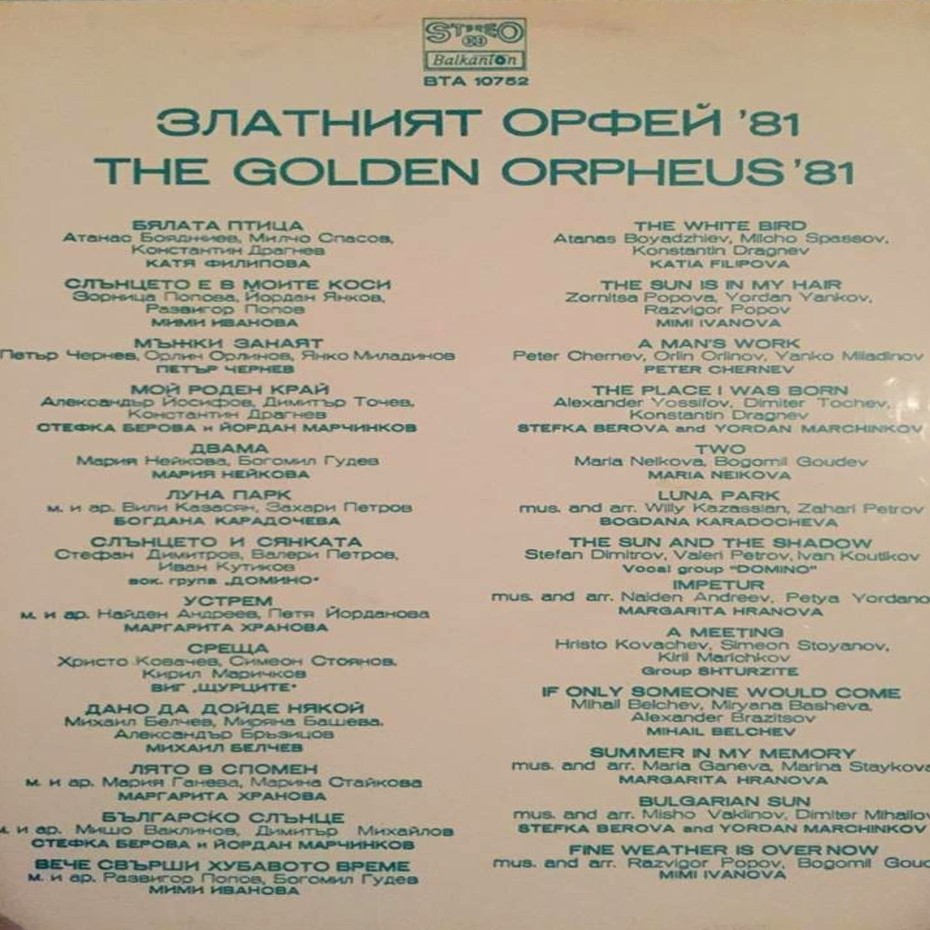 STEREO
33
Balkanton
BTA 10752
ЗЛАТНИЯТ ОРФЕЙ '81
THE GOLDEN ORPHEUS '81
БЯЛАТА ПТИЦА
Атанас Бояджиев, Милчо Спасов,
Константин Драгнев
КАТЯ ФИЛИПОВА
СЛЪНЦЕТО Е В МОИТЕ КОСИ
Зорница Попова, Йордан Янков,
Развигор Попов
МИМИ ИВАНОВА
МЪЖКИ ЗАНАЯТ
Петър Чернев, Орлин Орлинов, Янко Миладинов
ПЕТЪР ЧЕРНЕВ
МОЙ РОДЕН КРАЙ
Александър Йосифов, Димитър Точев,
Константин Драгнев
СТЕФКА БЕРОВА и ЙОРДАН МАРЧИНКОВ
ДВАМА
Мария Нейкова, Богомил Гудев
МАРИЯ НЕЙКОВА
ЛУНА ПАРК
м. и ар. Вили Казасян, Захари Петров
БОГДАНА КАРАДОЧЕВА
СЛЪНЦЕТО И СЯНКАТА
Стефан Димитров, Валери Петров,
Иван Кутиков
вок. група „ДОМИНО"
УСТРЕМ
м. и ар. Найден Андреев, Петя Йорданова
МАРГАРИТА ХРАНОВА
СРЕЩА
Христо Ковачев, Симеон Стоянов,
Кирил Маричков
ВИГ „ЩУРЦИТЕ"
ДАНО ДА ДОЙДЕ НЯКОЙ
Михаил Белчев, Миряна Башева,
Александър Бръзицов
МИХАИЛ БЕЛЧЕВ
ЛЯТО В СПОМЕН
м. и ар. Мария Ганева, Марина Стайкова
МАРГАРИТА ХРАНОВА
БЪЛГАРСКО СЛЪНЦЕ
м. и ар. Мишо Ваклинов, Димитър Михайлов
СТЕФКА БЕРОВА и ЙОРДАН МАРЧИНКОВ
ВЕЧЕ СВЪРШИ ХУБАВОТО ВРЕМЕ
м. и ар. Развигор Попов, Богомил Гудев
МИМИ ИВАНОВА
THE WHITE BIRD
Atanas Boyadzhiev, Milcho Spassov,
Konstantin Dragnev
KATIA FILIPOVA
THE SUN IS IN MY HAIR
Zornitsa Popova, Yordan Yankov,
Razvigor Popov
MIMI IVANOVA
A MAN'S WORK
Peter Chernev, Orlin Orlinov, Yanko Miladinov
PETER CHERNEV
THE PLACE I WAS BORN
Alexander Yossifov, Dimiter Tochev,
Konstantin Dragnev
STEFKA BEROVA and YORDAN MARCHINKOV
TWO
Maria Neikova, Bogomil Goudev
MARIA NEIKOVA
LUNA PARK
mus. and arr. Willy Kazassian, Zahari Petrov
BOGDANA KARADOCHEVA
THE SUN AND THE SHADOW
Stefan Dimitrov, Valeri Petrov, Ivan Koutikov
Vocal group "DOMINO"
IMPETUR
mus. and arr. Naiden Andreev, Petya Yordano
MARGARITA HRANOVA
A MEETING
Hristo Kovachev, Simeon Stoyanov,
Kiril Marichkov
Group SHTURZITE
IF ONLY SOMEONE WOULD COME
Mihail Belchev, Miryana Basheva,
Alexander Brazitsov
MIHAIL BELCHEV
SUMMER IN MY MEMORY
mus. and arr. Maria Ganeva, Marina Staykova
MARGARITA HRANOVA
BULGARIAN SUN
mus. and arr. Misho Vaklinov, Dimiter Mihailov
STEFKA BEROVA and YORDAN MARCHINKOV
FINE WEATHER IS OVER NOW
mus. and arr. Razvigor Popov, Bogomil Goud
MIMI IVANOVA